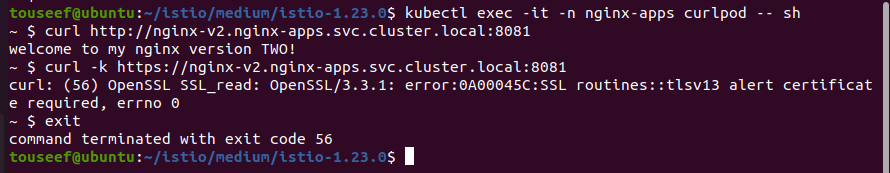 touseef@ubuntu:~/istio/medium/istio-1.23.0$ kubectl exec -it -n nginx-apps curlpod -- sh
~ $ curl http://nginx-v2.nginx-apps.svc.cluster.local:8081
welcome to my nginx version TWO!
~ $ curl -k https://nginx-v2.nginx-apps.svc.cluster.local:8081
curl: (56) OpenSSL SSL_read: OpenSSL/3.3.1: error:0A00045C:SSL routines::tlsv13 alert certificat
e required, errno 0
~ $ exit
command terminated with exit code 56
touseef@ubuntu:~/istio/medium/istio-1.23.0$